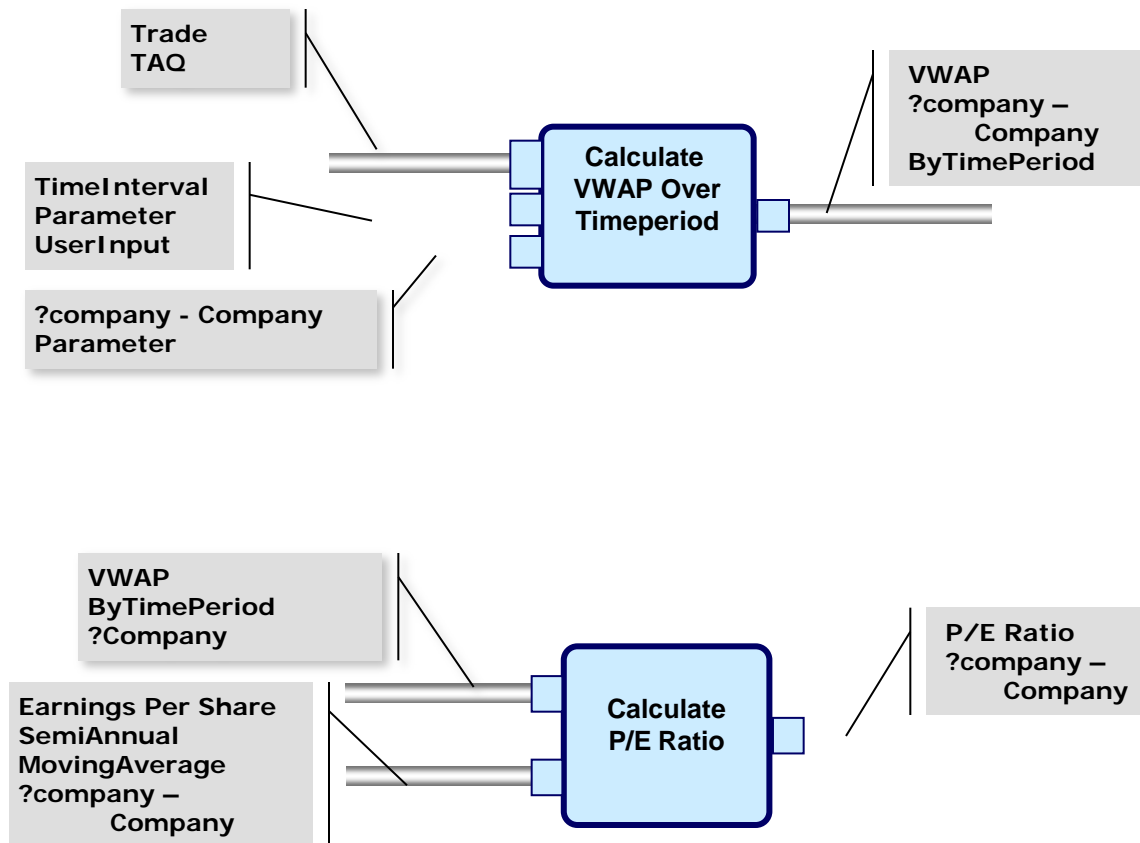 Trade
TAQ
VWAP
?company –
Company
ByTimePeriod
Calculate
VWAP Over
Timeperiod
TimeInterval
Parameter
UserInput
?company - Company
Parameter
VWAP
ByTimePeriod
?Company
P/E Ratio
?company –
Company
Calculate
P/E Ratio
Earnings Per Share
SemiAnnual
MovingAverage
?company –
Company